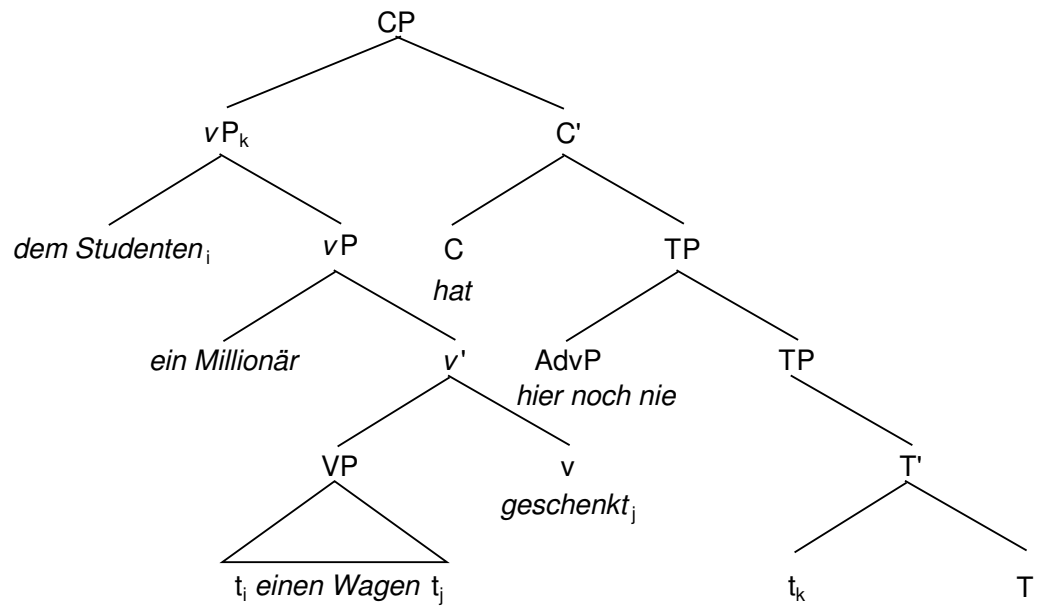 CP
vPₖ C'
dem Studentenᵢ vP C TP
hat
ein Millionär v' AdvP TP
hier noch nie
VP v T'
geschenktⱼ
tᵢ einen Wagen tⱼ tₖ T